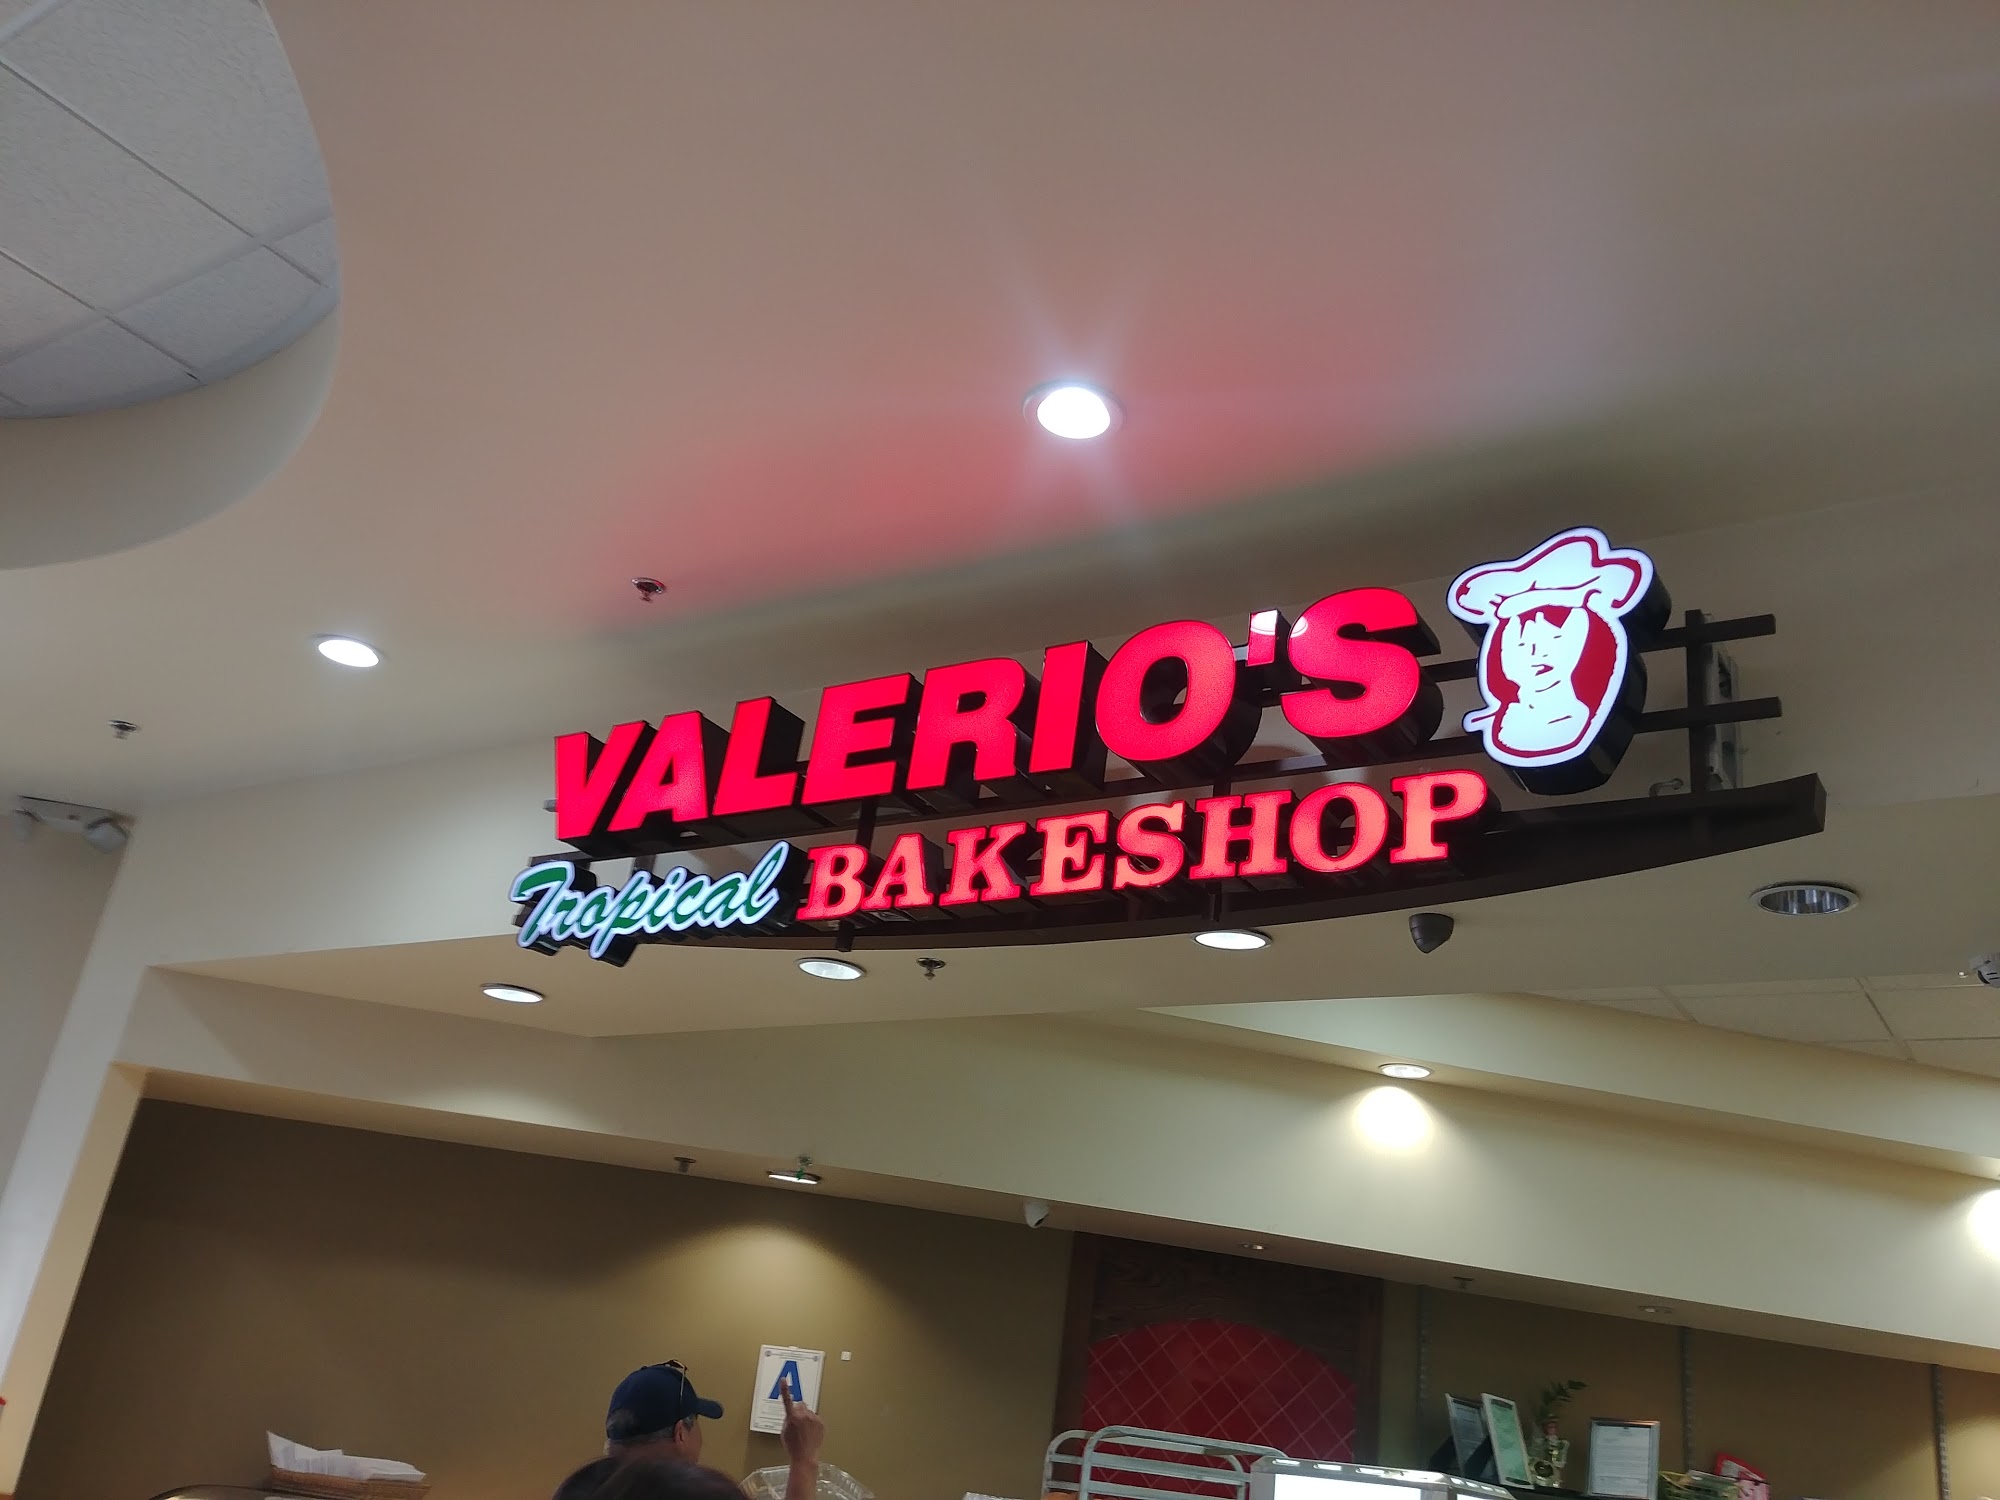 VALERIO'S
Tropical BAKESHOP
A